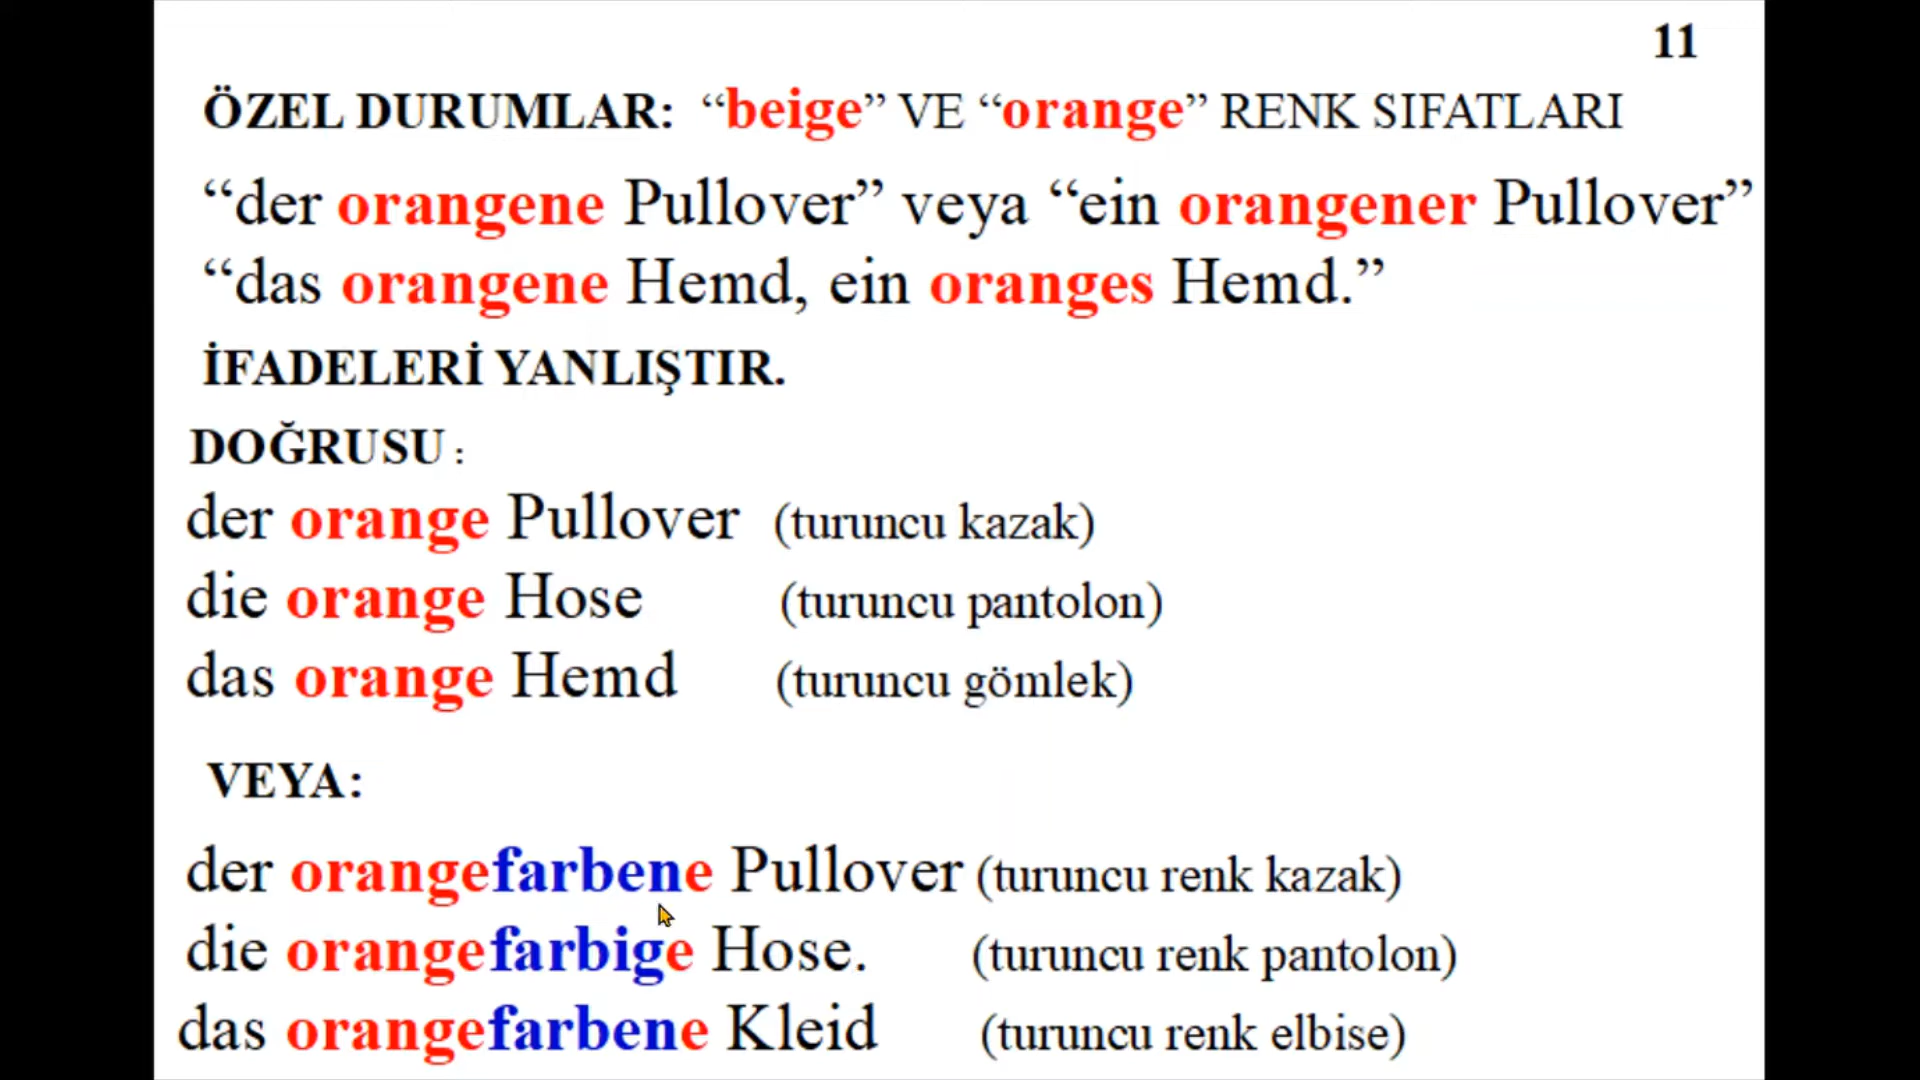 11
ÖZEL DURUMLAR: “beige” VE “orange” RENK SIFATLARI
“der orangene Pullover” veya “ein orangener Pullover”
“das orangene Hemd, ein oranges Hemd.”
İFADELERİ YANLIŞTIR.
DOĞRUSU :
der orange Pullover (turuncu kazak)
die orange Hose (turuncu pantolon)
das orange Hemd (turuncu gömlek)
VEYA:
der orangefarbene Pullover (turuncu renk kazak)
die orangefarbige Hose. (turuncu renk pantolon)
das orangefarbene Kleid (turuncu renk elbise)